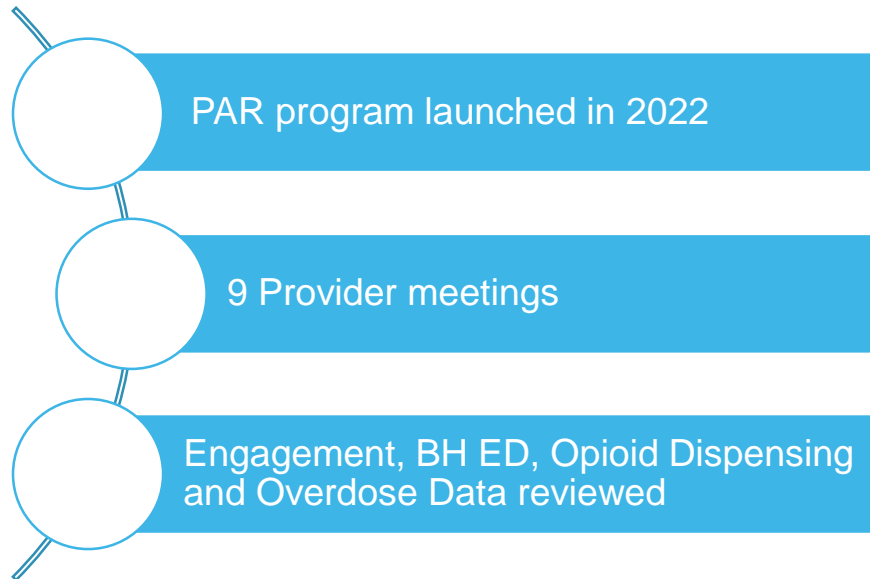 PAR program launched in 2022
9 Provider meetings
Engagement, BH ED, Opioid Dispensing
and Overdose Data reviewed